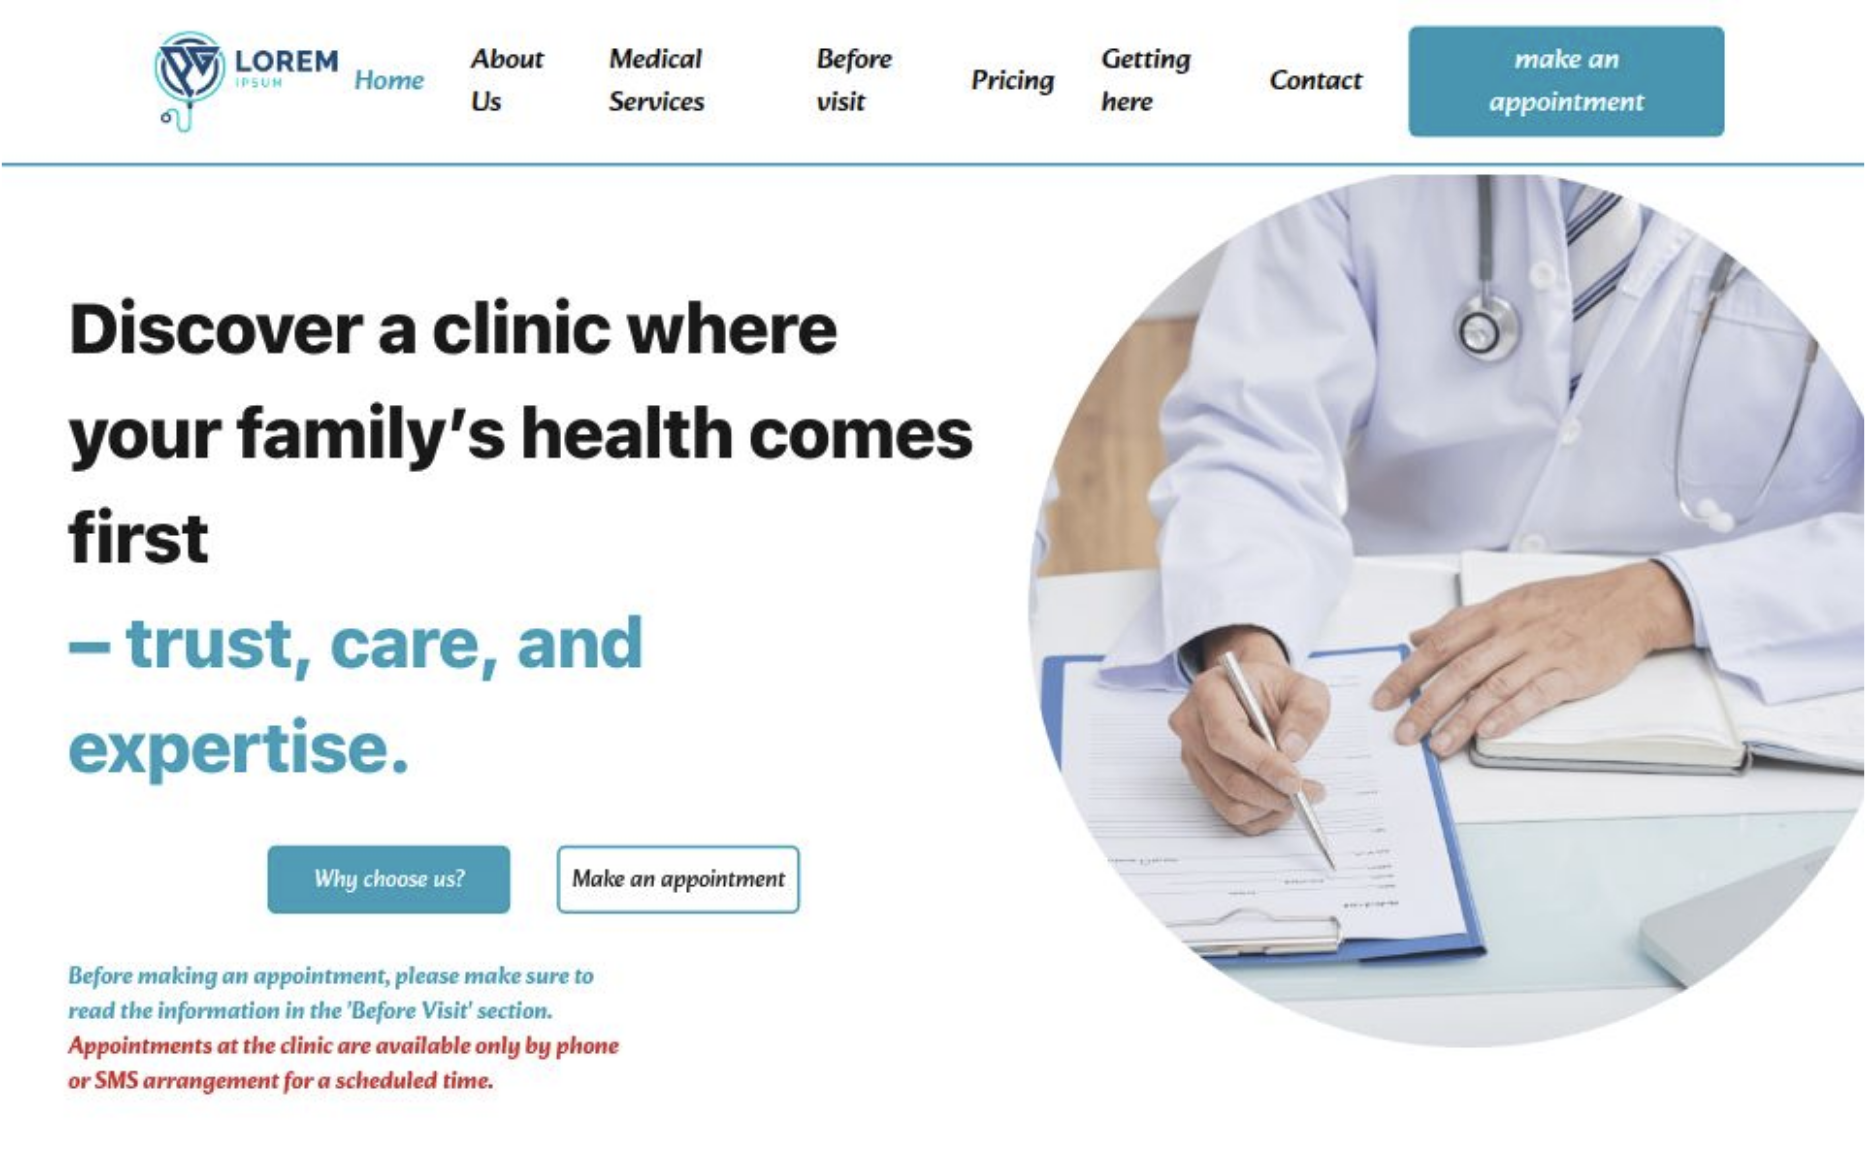 LOREM
IPSUM
Home
About
Us
Medical
Services
Before
visit
Pricing
Getting
here
Contact
make an
appointment
Discover a clinic where
your family’s health comes
first
– trust, care, and
expertise.
Why choose us?
Make an appointment
Before making an appointment, please make sure to
read the information in the 'Before Visit' section.
Appointments at the clinic are available only by phone
or SMS arrangement for a scheduled time.